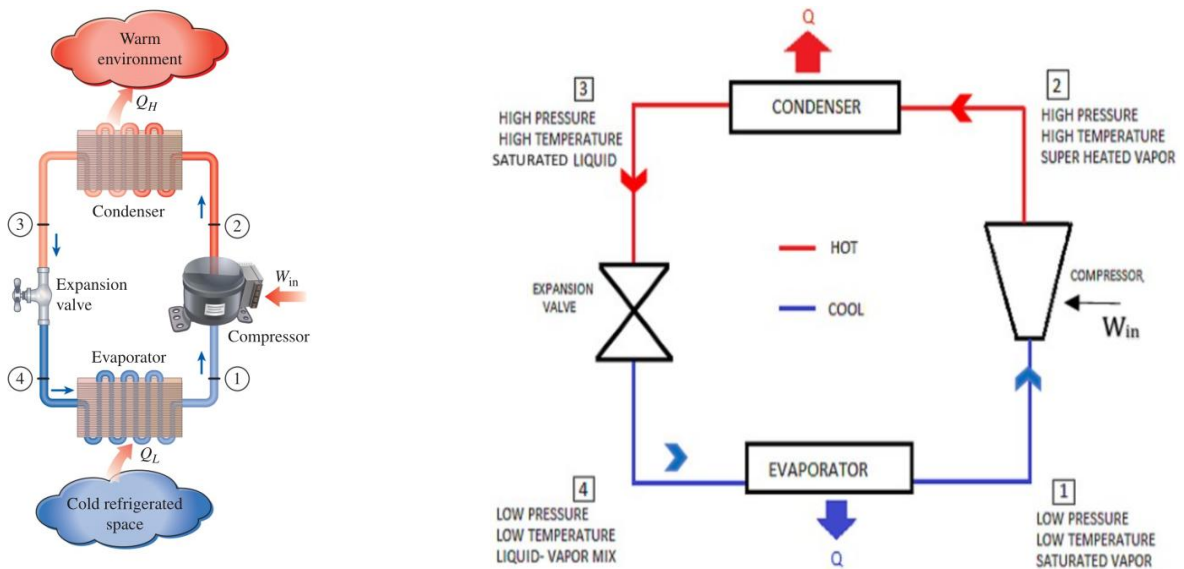 Warm
environment
Q_H
Condenser
3
2
Expansion
valve
W_in
Compressor
Evaporator
4
1
Q_L
Cold refrigerated
space
Q
3
HIGH PRESSURE
HIGH TEMPERATURE
SATURATED LIQUID
CONDENSER
2
HIGH PRESSURE
HIGH TEMPERATURE
SUPER HEATED VAPOR
HOT
COOL
EXPANSION
VALVE
COMPRESSOR,
W_in
EVAPORATOR
4
LOW PRESSURE
LOW TEMPERATURE
LIQUID- VAPOR MIX
Q
1
LOW PRESSURE
LOW TEMPERATURE
SATURATED VAPOR